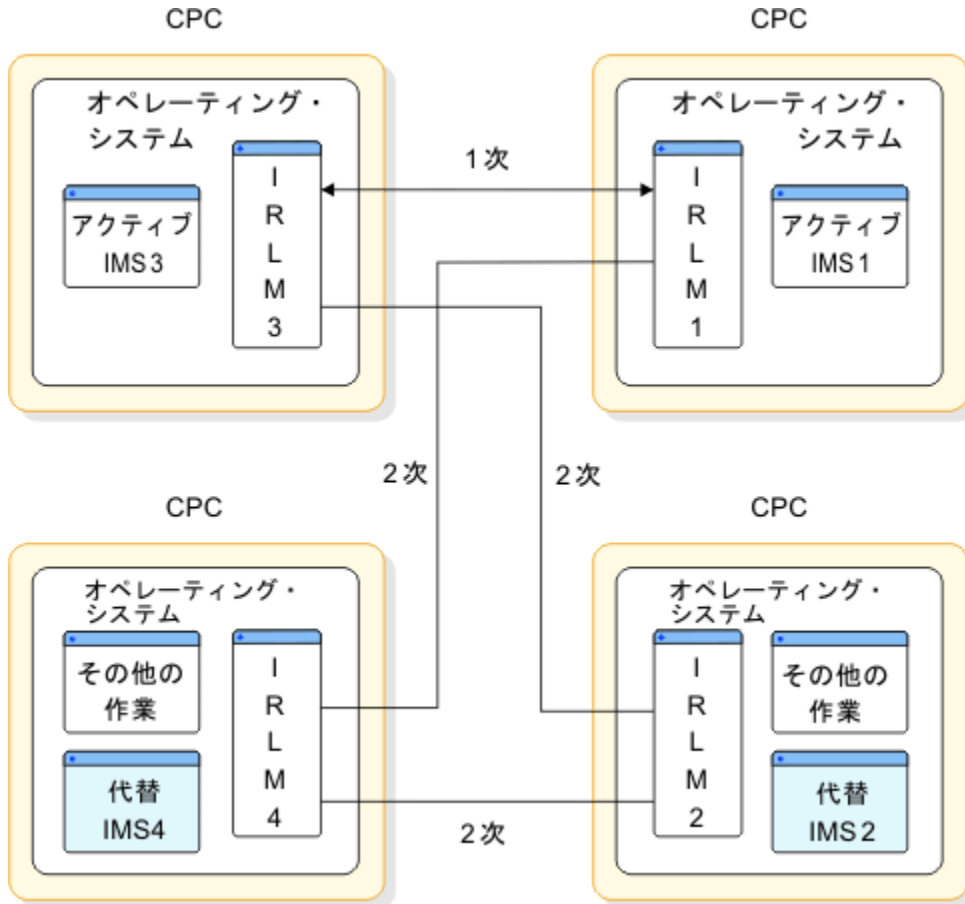 CPC
オペレーティング・
システム
アクティブ
IMS3
I
R
L
M
3
1次
CPC
オペレーティング・
システム
I
R
L
M
1
アクティブ
IMS1
2次
2次
CPC
オペレーティング・
システム
その他の
作業
代替
IMS4
I
R
L
M
4
2次
CPC
オペレーティング・
システム
I
R
L
M
2
その他の
作業
代替
IMS2